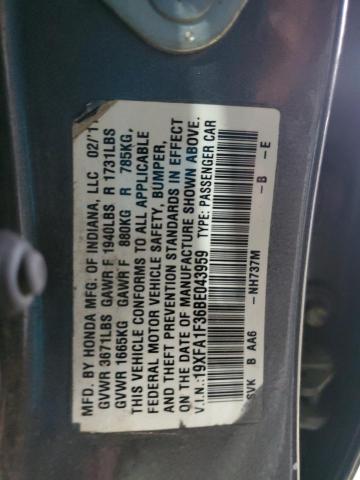 MFG. BY HONDA MFG. OF INDIANA, LLC 02/1
GVWR 3671LBS GAWR F 1940LBS R 1731LBS
GVWR 1665KG GAWR F 880KG R 785KG,
THIS VEHICLE CONFORMS TO ALL APPLICABLE
FEDERAL MOTOR VEHICLE SAFETY, BUMPER,
AND THEFT PREVENTION STANDARDS IN EFFECT
ON THE DATE OF MANUFACTURE SHOWN ABOVE.
V.I.N.: 19XFA1F36BE043959 TYPE: PASSENGER CAR
SVK B AA6 -NH737M -B -E